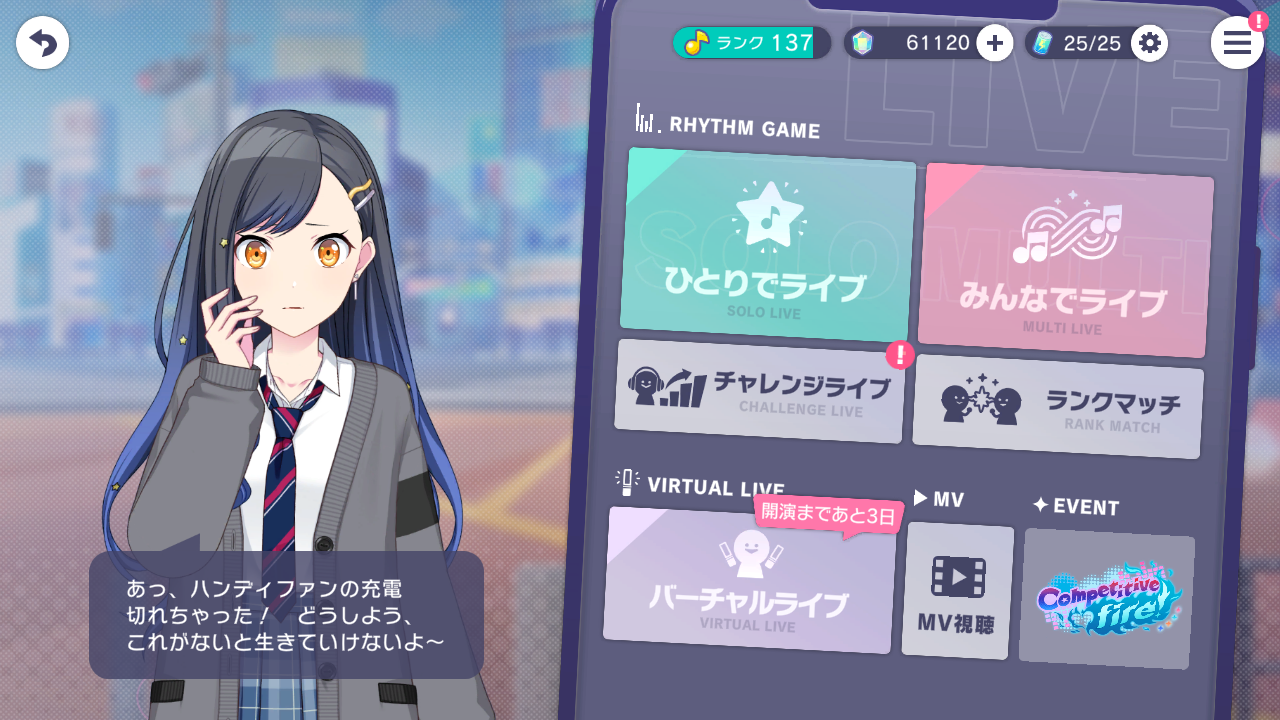 ランク 137
61120
25/25
LIVE
RHYTHM GAME
ひとりでライブ
SOLO LIVE
みんなでライブ
MULTI LIVE
チャレンジライブ
CHALLENGE LIVE
ランクマッチ
RANK MATCH
VIRTUAL LIVE
開演まであと3日
バーチャルライブ
VIRTUAL LIVE
MV
MV視聴
EVENT
Competitive
fire!
あっ、ハンディファンの充電
切れちゃった！　どうしよう、
これがないと生きていけないよ〜